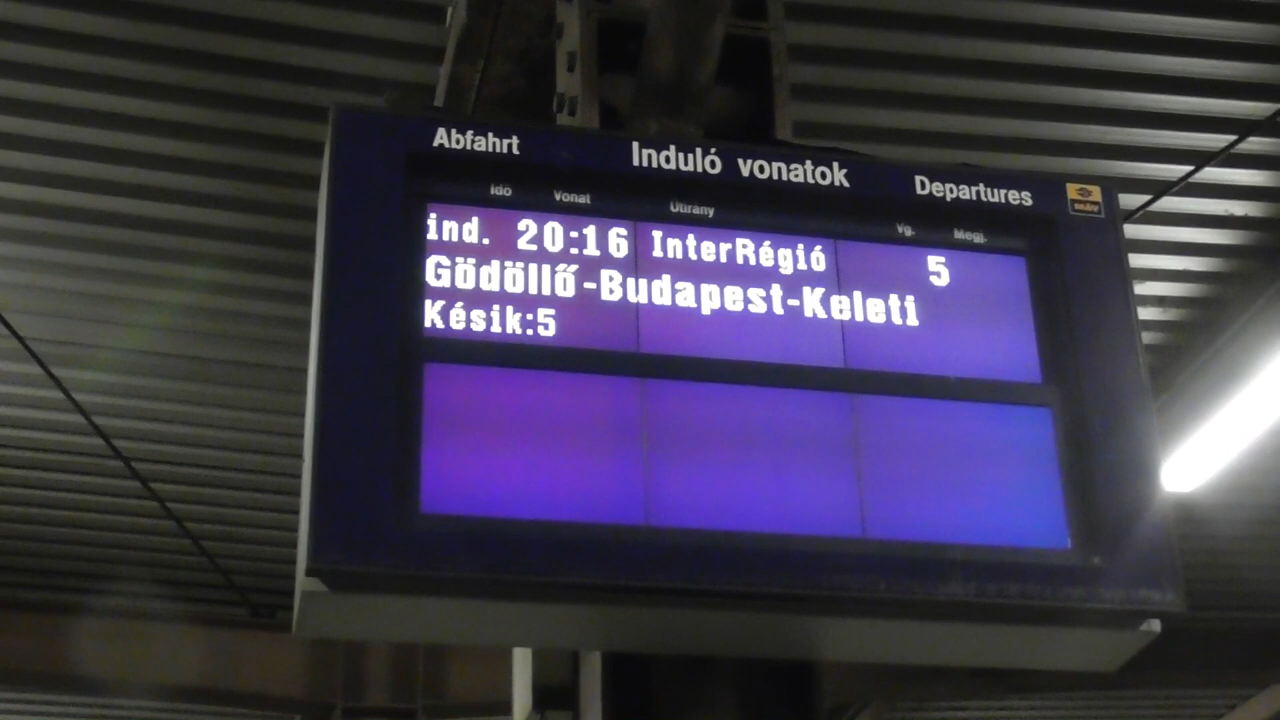 Abfahrt Induló vonatok Departures
Idő Vonat Útirány Vg. Megj.
MÁV
ind. 20:16 InterRégió 5
Gödöllő-Budapest-Keleti
Késik:5